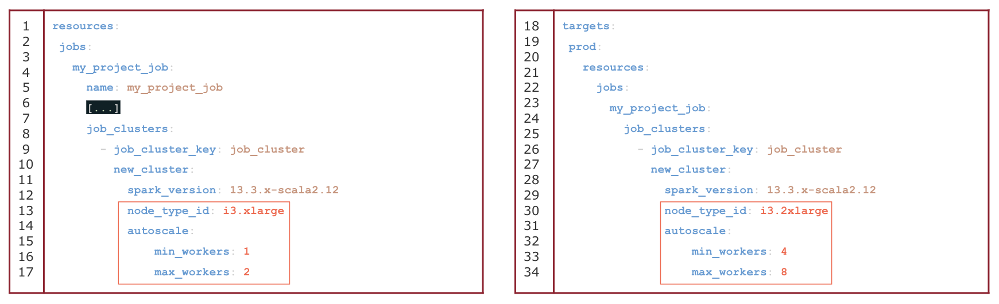 1
2
3
4
5
6
7
8
9
10
11
12
13
14
15
16
17
resources:
 jobs:
   my_project_job:
     name: my_project_job
     [...]
     job_clusters:
       - job_cluster_key: job_cluster
         new_cluster:
           spark_version: 13.3.x-scala2.12
           node_type_id: i3.xlarge
           autoscale:
               min_workers: 1
               max_workers: 2
18
19
20
21
22
23
24
25
26
27
28
29
30
31
32
33
34
targets:
 prod:
   resources:
     jobs:
       my_project_job:
         job_clusters:
           - job_cluster_key: job_cluster
             new_cluster:
               spark_version: 13.3.x-scala2.12
               node_type_id: i3.2xlarge
               autoscale:
                   min_workers: 4
                   max_workers: 8